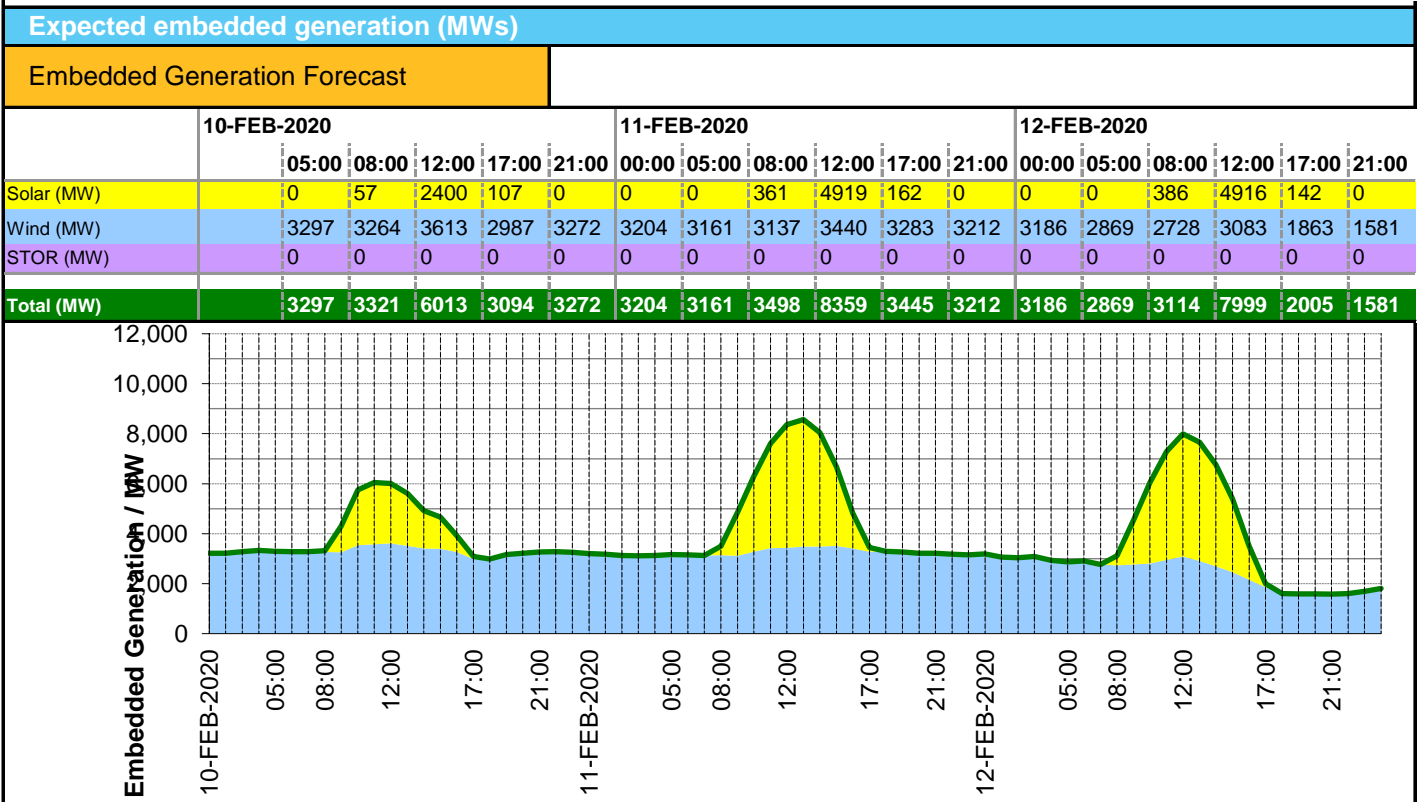 Expected embedded generation (MWs)
Embedded Generation Forecast
10-FEB-2020 11-FEB-2020 12-FEB-2020
05:00 08:00 12:00 17:00 21:00 00:00 05:00 08:00 12:00 17:00 21:00 00:00 05:00 08:00 12:00 17:00 21:00
Solar (MW) 0 57 2400 107 0 0 0 361 4919 162 0 0 0 386 4916 142 0
Wind (MW) 3297 3264 3613 2987 3272 3204 3161 3137 3440 3283 3212 3186 2869 2728 3083 1863 1581
STOR (MW) 0 0 0 0 0 0 0 0 0 0 0 0 0 0 0 0 0
Total (MW) 3297 3321 6013 3094 3272 3204 3161 3498 8359 3445 3212 3186 2869 3114 7999 2005 1581
Embedded Generation / MW
12,000
10,000
8,000
6,000
4,000
2,000
0
10-FEB-2020 05:00 08:00 12:00 17:00 21:00 11-FEB-2020 05:00 08:00 12:00 17:00 21:00 12-FEB-2020 05:00 08:00 12:00 17:00 21:00